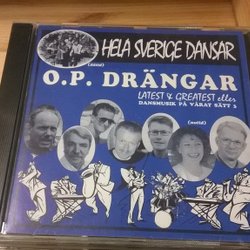 HELA SVERIGE DANSAR
O.P. DRÄNGAR
LATEST & GREATEST eller
DANSMUSIK PÅ VÅRAT SÄTT 2